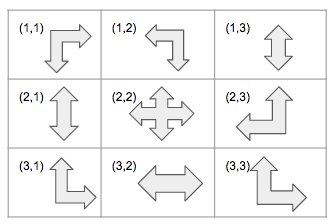 (1,1) (1,2) (1,3)
(2,1) (2,2) (2,3)
(3,1) (3,2) (3,3)